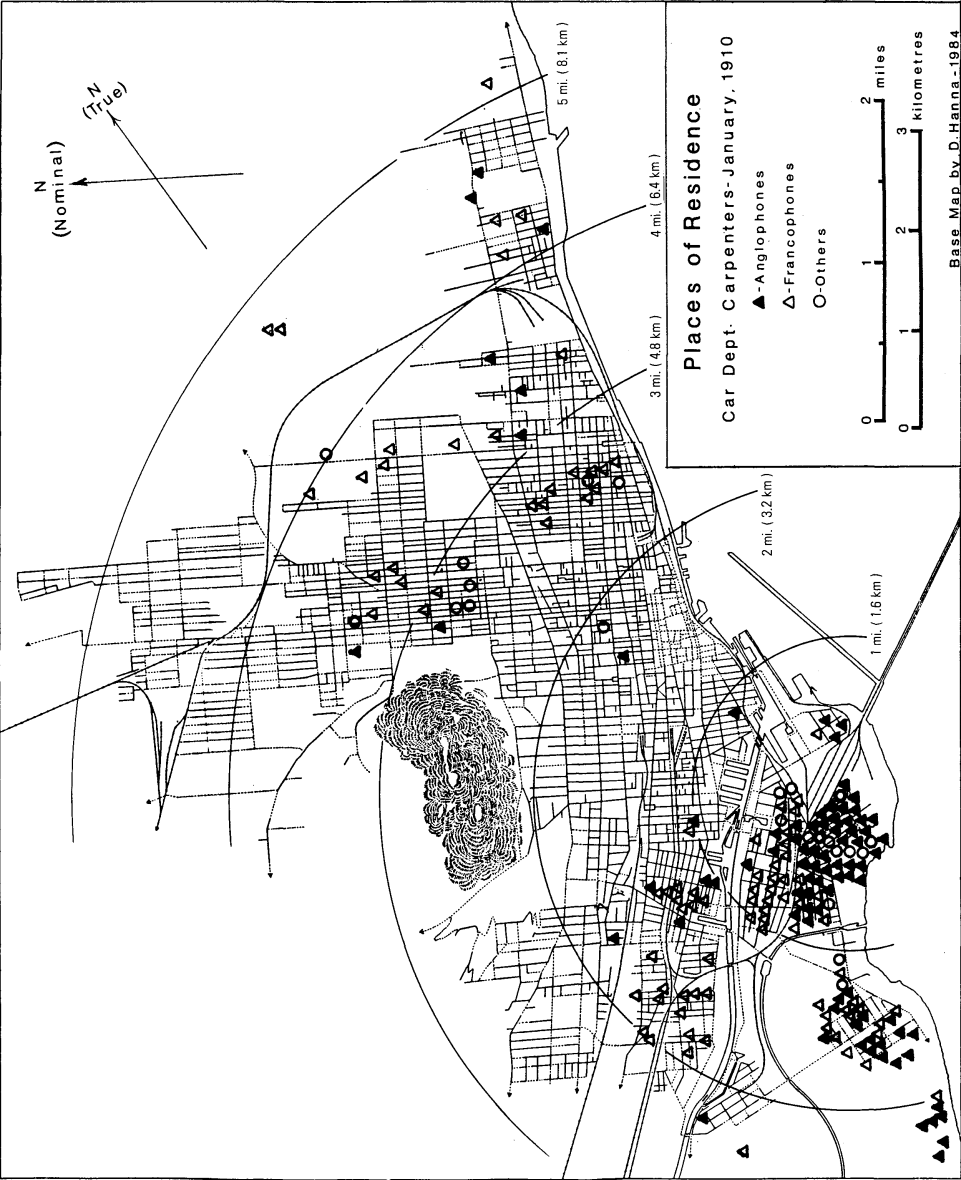 N
(True)
N
(Nominal)
5 mi. (8.1 km)
4 mi. (6.4 km)
3 mi. (4.8 km)
2 mi. (3.2 km)
1 mi. (1.6 km)
Places of Residence
Car Dept- Carpenters-January, 1910
▲-Anglophones
△-Francophones
○-Others
0 1 2 miles
0 1 2 3 kilometres
Base Map by D.Hanna-1984